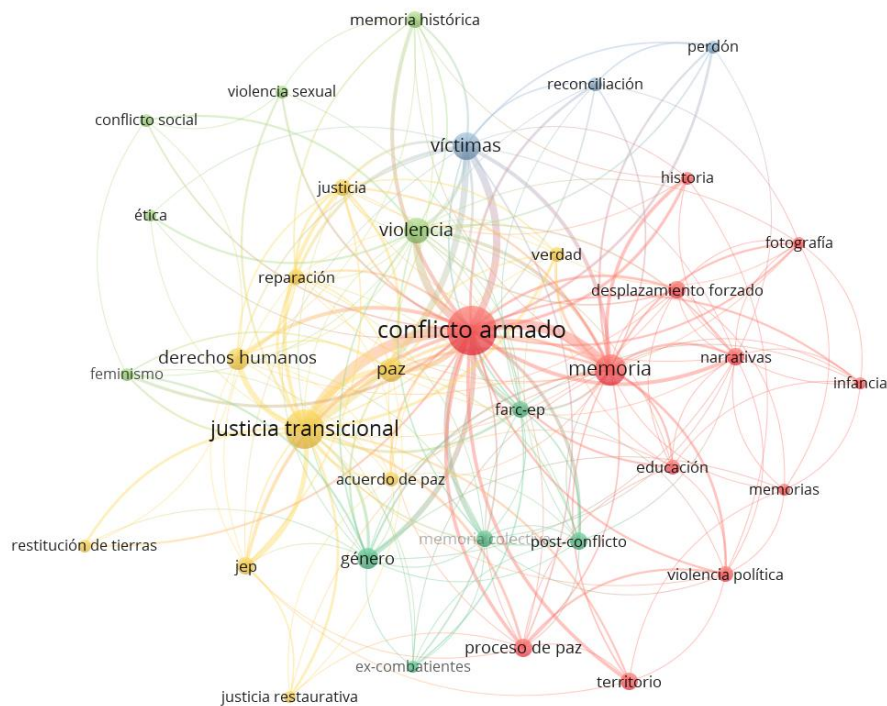 memoria histórica
perdón
reconciliación
violencia sexual
conflicto social
víctimas
historia
justicia
ética
violencia
fotografía
verdad
reparación
desplazamiento forzado
conflicto armado
derechos humanos
paz
memoria
narrativas
feminismo
infancia
farc-ep
justicia transicional
educación
acuerdo de paz
memorias
memoria colectiva
post-conflicto
restitución de tierras
género
jep
violencia política
proceso de paz
ex-combatientes
territorio
justicia restaurativa